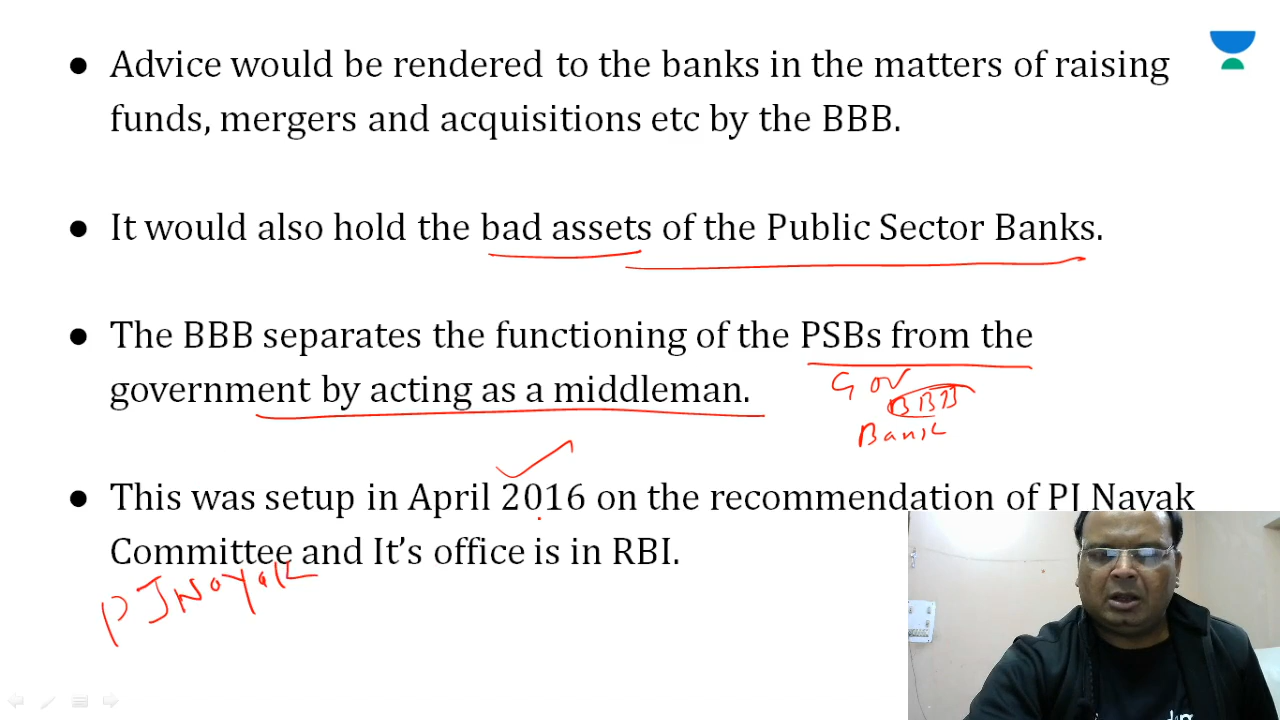 ● Advice would be rendered to the banks in the matters of raising
funds, mergers and acquisitions etc by the BBB.
● It would also hold the bad assets of the Public Sector Banks.
● The BBB separates the functioning of the PSBs from the
government by acting as a middleman.
Gov
BBB
Bank
● This was setup in April 2016 on the recommendation of PJ Nayak
Committee and It's office is in RBI.
PJ Nayak